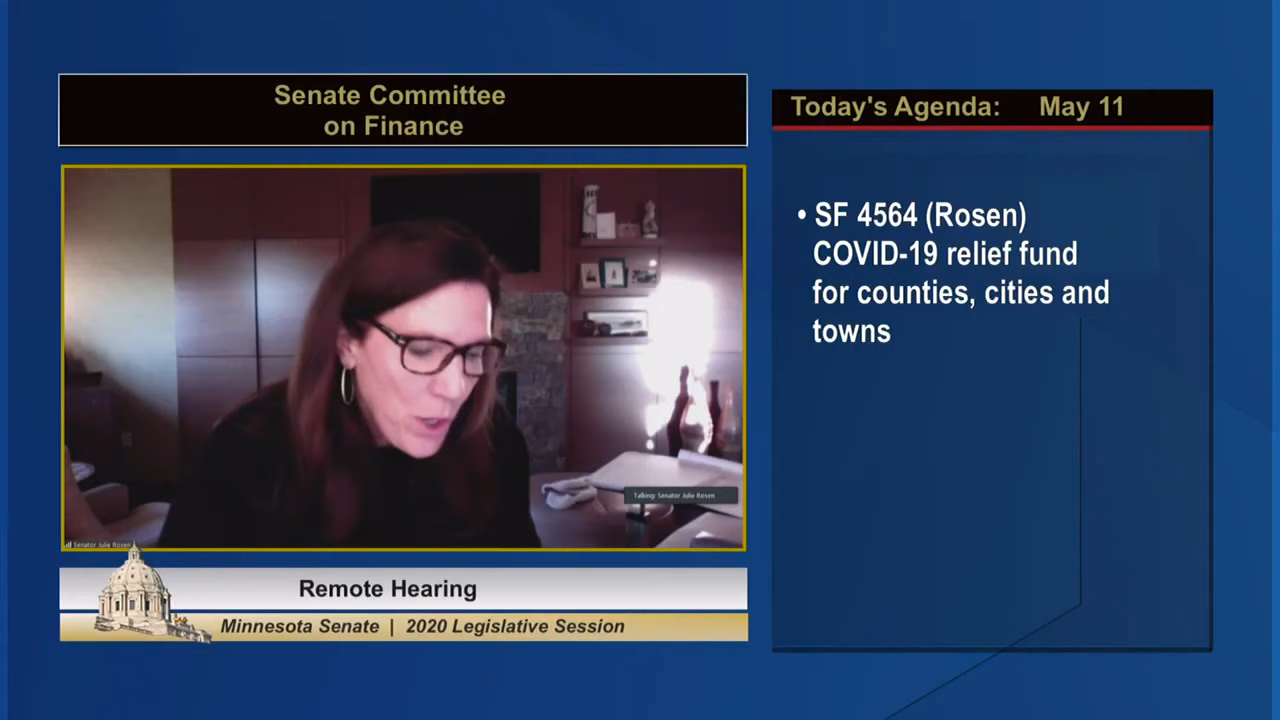 Senate Committee
on Finance
Today's Agenda: May 11
• SF 4564 (Rosen)
COVID-19 relief fund
for counties, cities and
towns
Talking: Senator Julie Rosen
Senator Julie Rosen
Remote Hearing
Minnesota Senate | 2020 Legislative Session